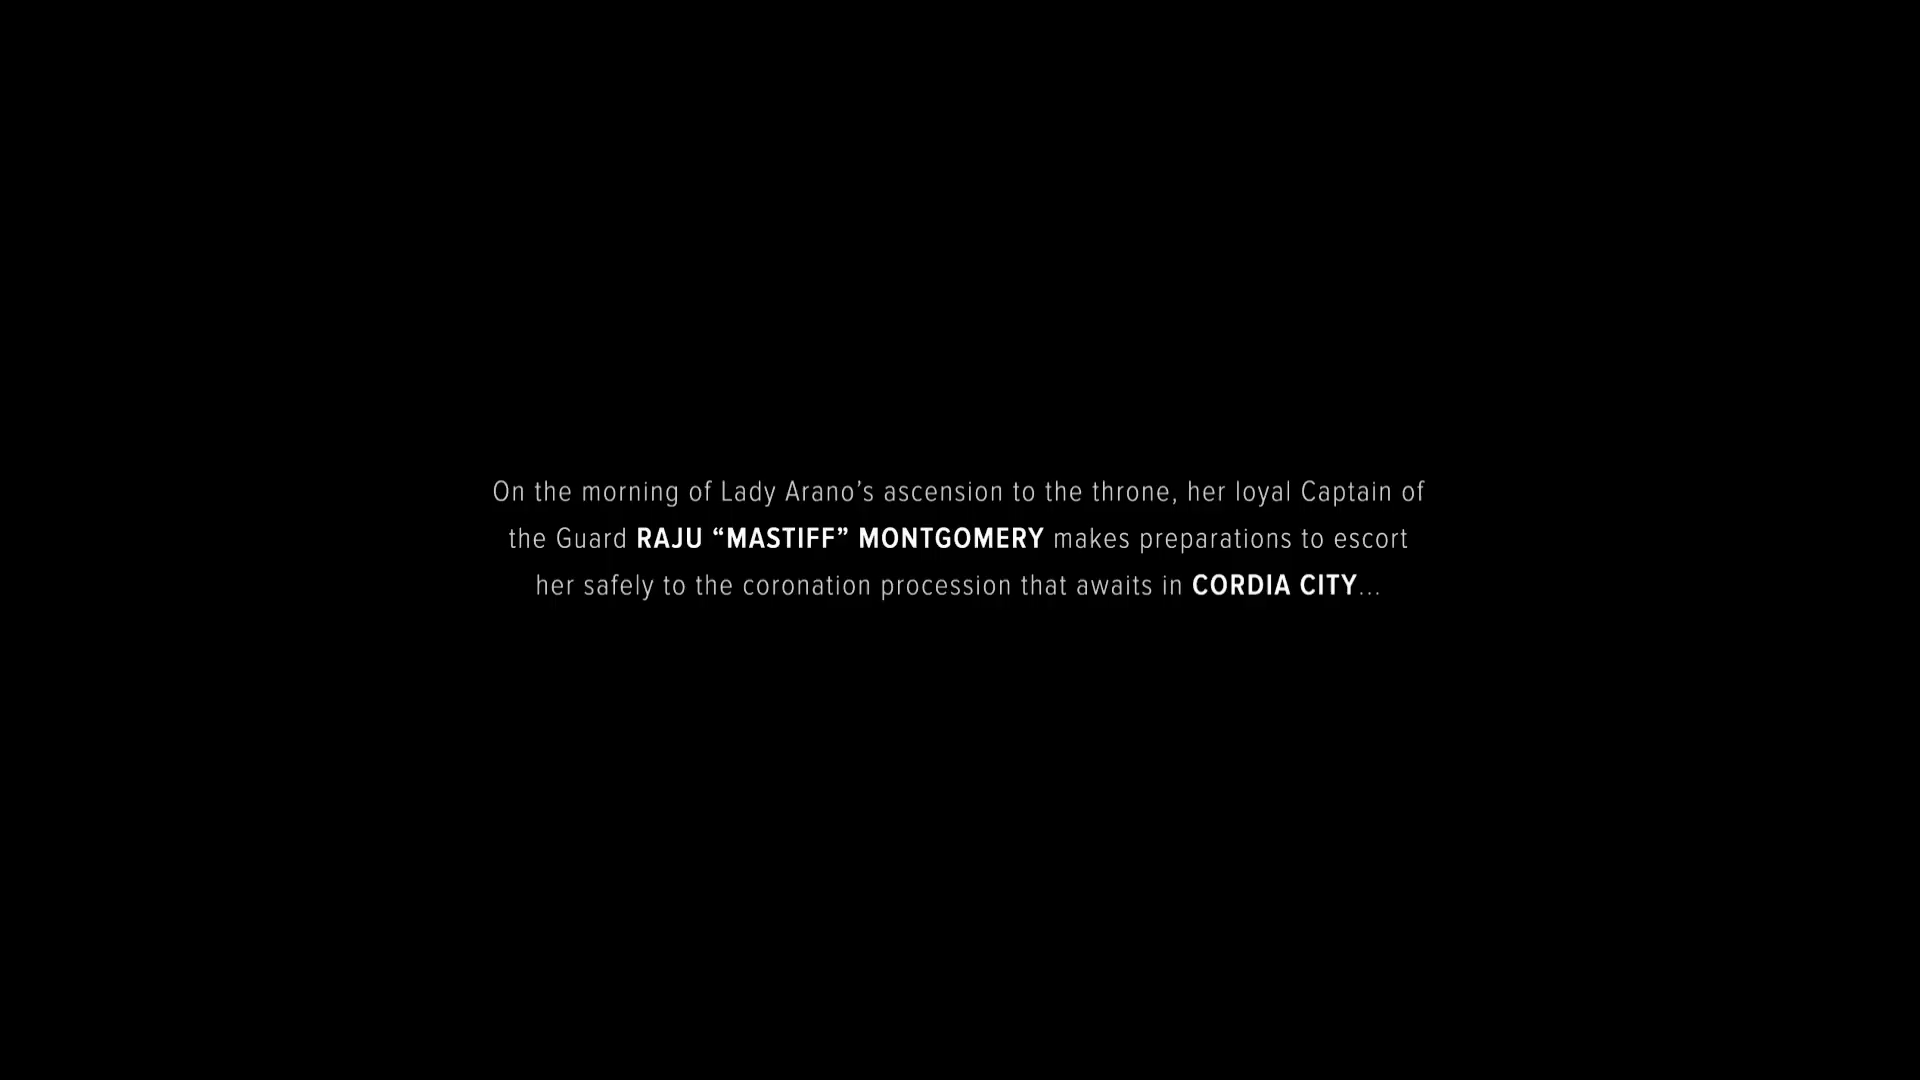 On the morning of Lady Arano’s ascension to the throne, her loyal Captain of
the Guard RAJU “MASTIFF” MONTGOMERY makes preparations to escort
her safely to the coronation procession that awaits in CORDIA CITY...